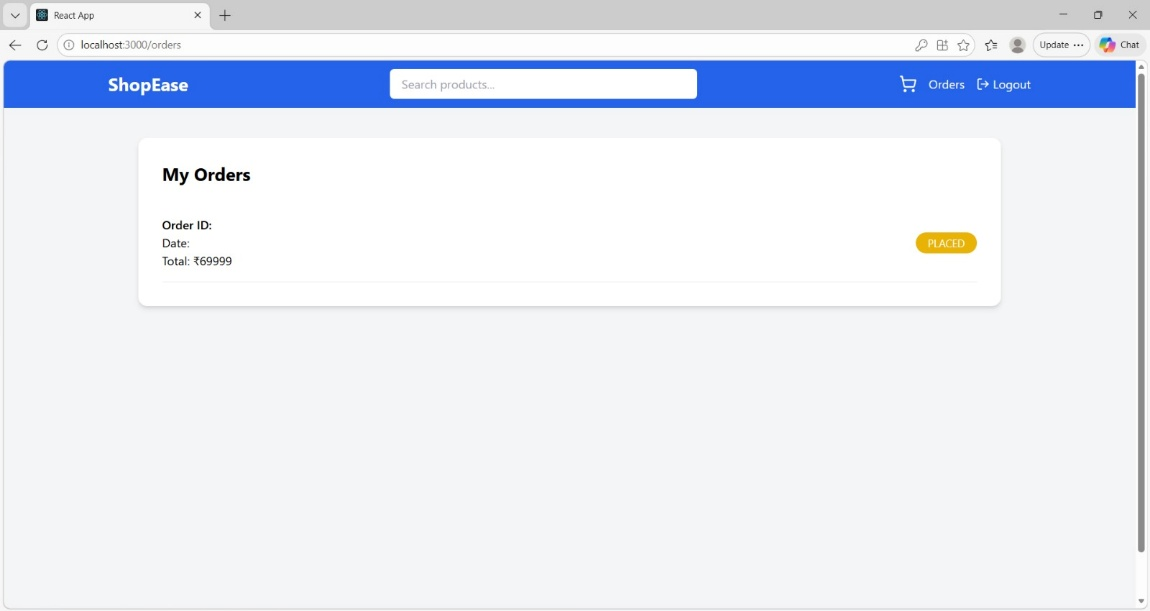 React App
localhost:3000/orders
Update
Chat
ShopEase
Search products...
Orders
Logout
My Orders
Order ID:
Date:
Total: ₹69999
PLACED